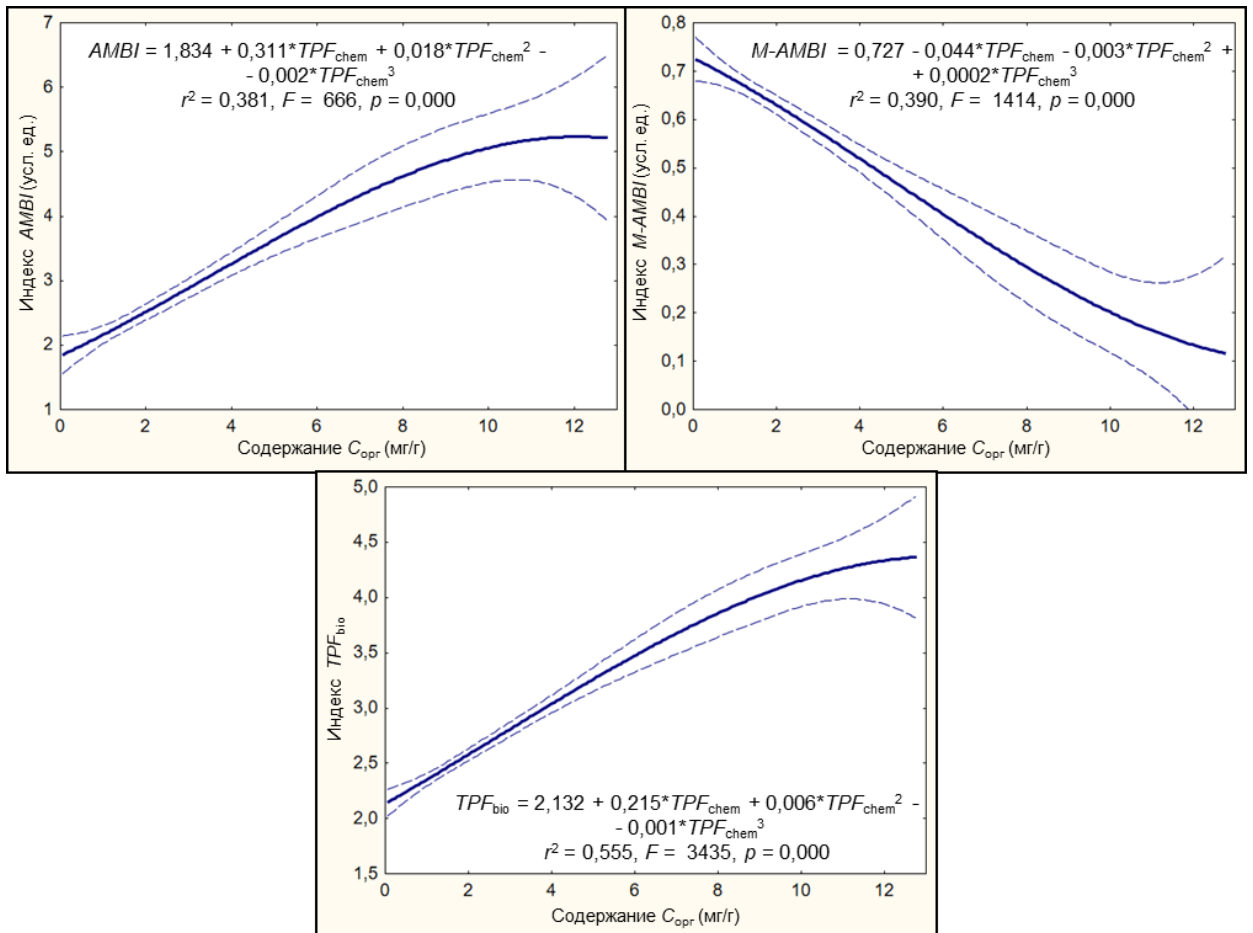 AMBI = 1,834 + 0,311*TPFchem + 0,018*TPFchem2 -
- 0,002*TPFchem3
r2 = 0,381, F = 666, p = 0,000
Индекс AMBI (усл. ед.)
7
6
5
4
3
2
1
0 2 4 6 8 10 12
Содержание Cорг (мг/г)
M-AMBI = 0,727 - 0,044*TPFchem - 0,003*TPFchem2 +
+ 0,0002*TPFchem3
r2 = 0,390, F = 1414, p = 0,000
Индекс M-AMBI (усл. ед.)
0,8
0,7
0,6
0,5
0,4
0,3
0,2
0,1
0,0
0 2 4 6 8 10 12
Содержание Cорг (мг/г)
Индекс TPFbio
5,0
4,5
4,0
3,5
3,0
2,5
2,0
1,5
TPFbio = 2,132 + 0,215*TPFchem + 0,006*TPFchem2 -
- 0,001*TPFchem3
r2 = 0,555, F = 3435, p = 0,000
0 2 4 6 8 10 12
Содержание Cорг (мг/г)